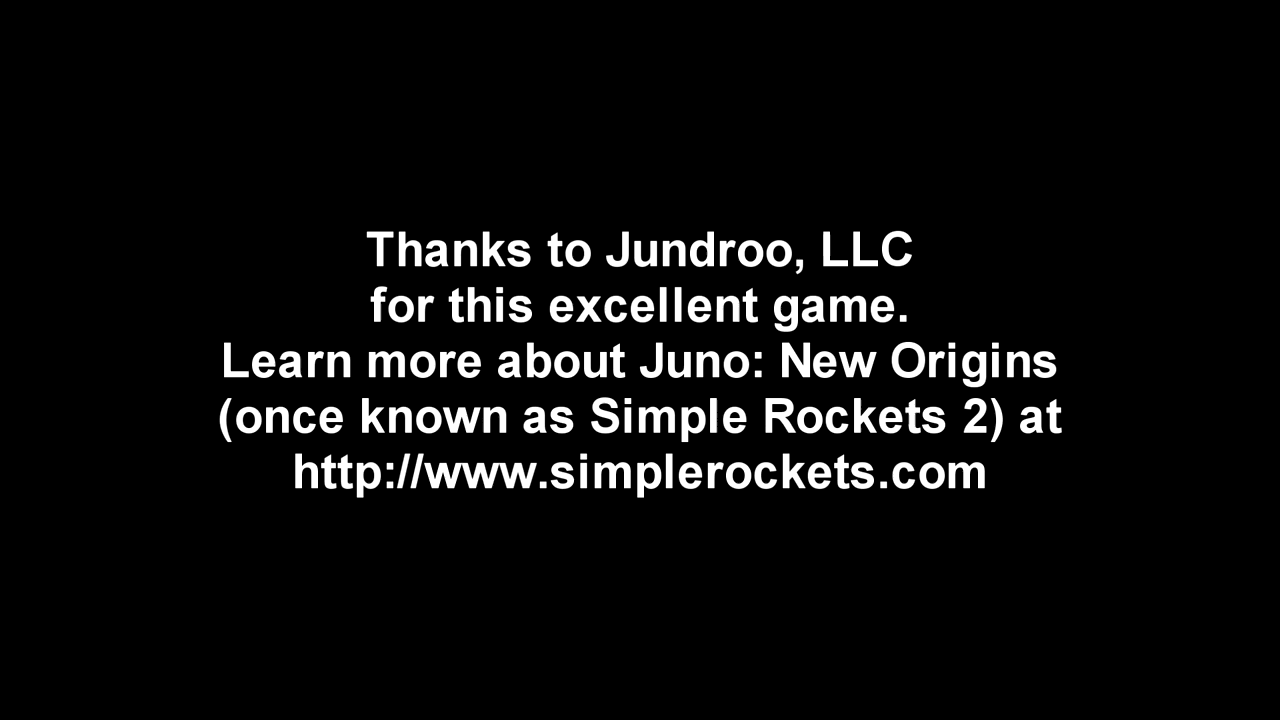 Thanks to Jundroo, LLC
for this excellent game.
Learn more about Juno: New Origins
(once known as Simple Rockets 2) at
http://www.simplerockets.com